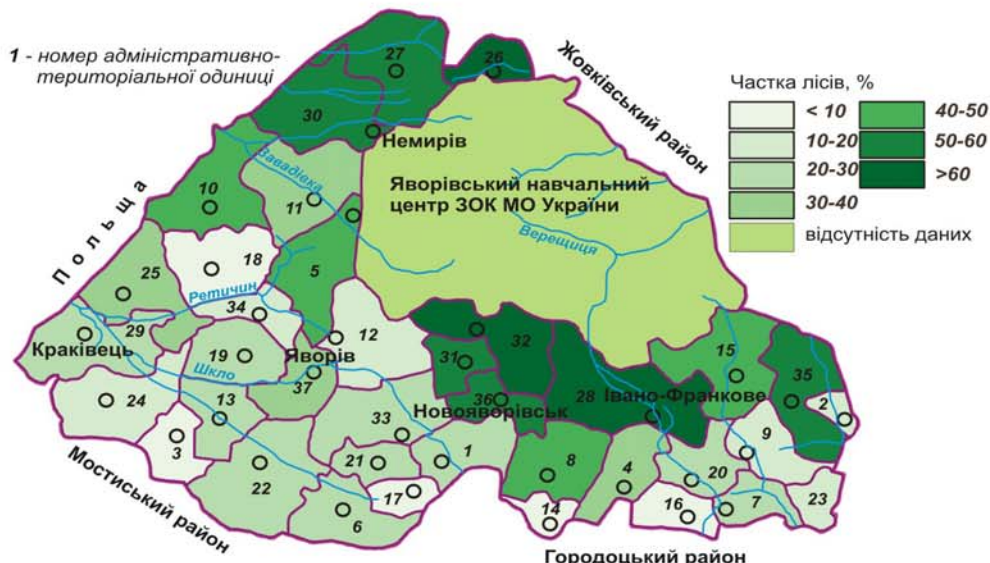 1 - номер адміністративно-
територіальної одиниці
27
26
Жовківський район
Частка лісів, %
< 10
10-20
20-30
30-40
40-50
50-60
>60
відсутність даних
30
Немирів
Завадівка
Яворівський навчальний
центр ЗОК МО України
Верещиця
10
11
Польща
18
5
25
Ретичин
34
12
29
Краківець
19
Яворів
Шкло
37
32
31
15
35
24
13
36
Новояворівськ
28
Івано-Франкове
2
3
33
9
Мостиський район
22
21
1
8
4
20
17
14
16
7
23
6
Городоцький район